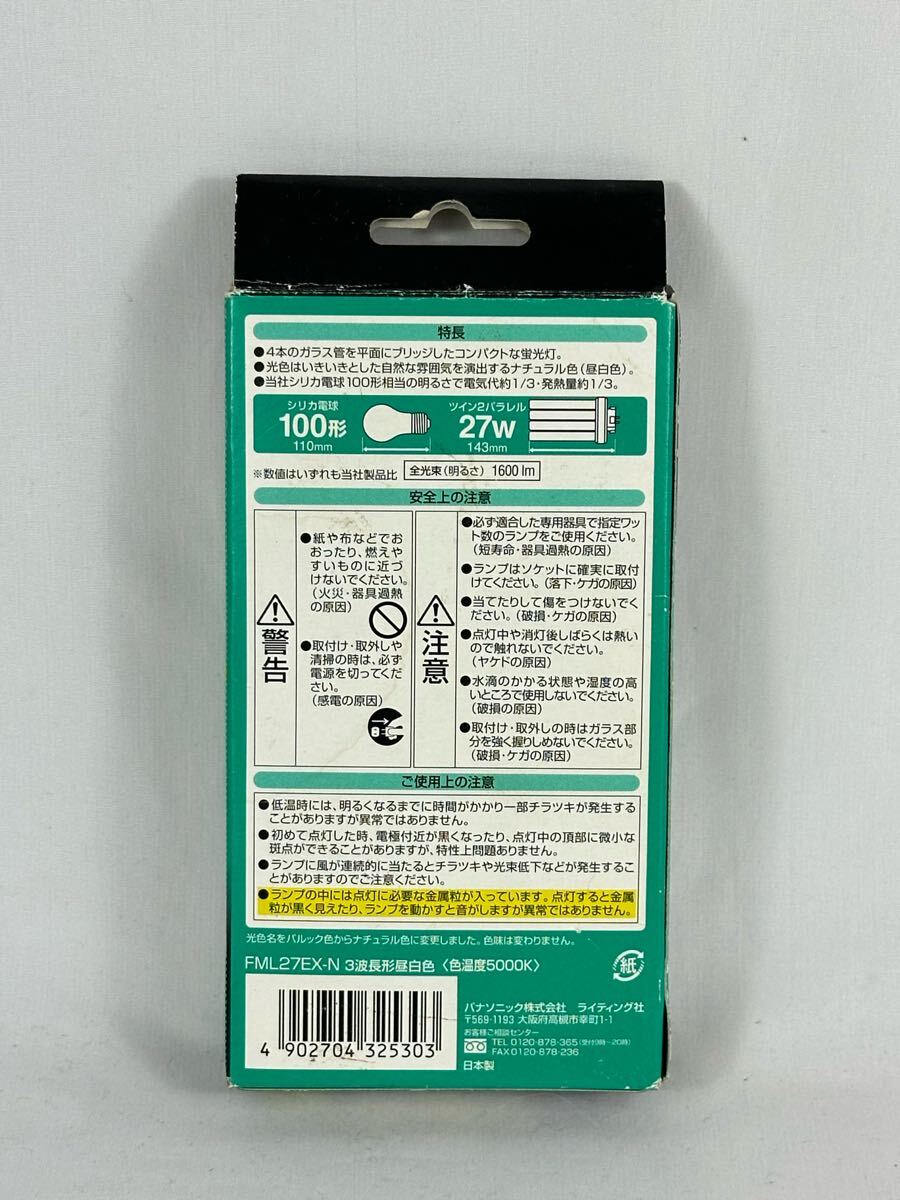 特長
●4本のガラス管を平面にブリッジしたコンパクトな蛍光灯。
●光色はいきいきとした自然な雰囲気を演出するナチュラル色（昼白色）。
●当社シリカ電球100形相当の明るさで電気代約1/3・発熱量約1/3。
シリカ電球
100形
110mm
ツイン2パラレル
27W
143mm
※数値はいずれも当社製品比
全光束（明るさ） 1600 lm
安全上の注意
警告
●紙や布などでお
おったり、燃えや
すいものに近づ
けないでください。
（火災・器具過熱
の原因）
●取付け・取外しや
清掃の時は、必ず
電源を切ってくだ
さい。
（感電の原因）
注意
●必ず適合した専用器具で指定ワッ
ト数のランプをご使用ください。
（短寿命・器具過熱の原因）
●ランプはソケットに確実に取付
けてください。（落下・ケガの原因）
●当てたりして傷をつけないでく
ださい。（破損・ケガの原因）
●点灯中や消灯後しばらくは熱い
ので触れないでください。
（ヤケドの原因）
●水滴のかかる状態や湿度の高
いところで使用しないでください。
（破損の原因）
●取付け・取外しの時はガラス部
分を強く握りしめないでください。
（破損・ケガの原因）
ご使用上の注意
●低温時には、明るくなるまでに時間がかかり一部チラツキが発生する
ことがありますが異常ではありません。
●初めて点灯した時、電極付近が黒くなったり、点灯中の頂部に微小な
斑点ができることがありますが、特性上問題ありません。
●ランプに風が連続的に当たるとチラツキや光束低下などが発生するこ
とがありますのでご注意ください。
●ランプの中には点灯に必要な金属粒が入っています。点灯すると金属
粒が黒く見えたり、ランプを動かすと音がしますが異常ではありません。
光色名をパルック色からナチュラル色に変更しました。色味は変わりません。
FML27EX-N 3波長形昼白色〈色温度5000K〉
紙
4 902704 325303
パナソニック株式会社 ライティング社
〒569-1193 大阪府高槻市幸町1-1
お客様ご相談センター
TEL 0120-878-365（受付9時〜20時）
FAX 0120-878-236
日本製